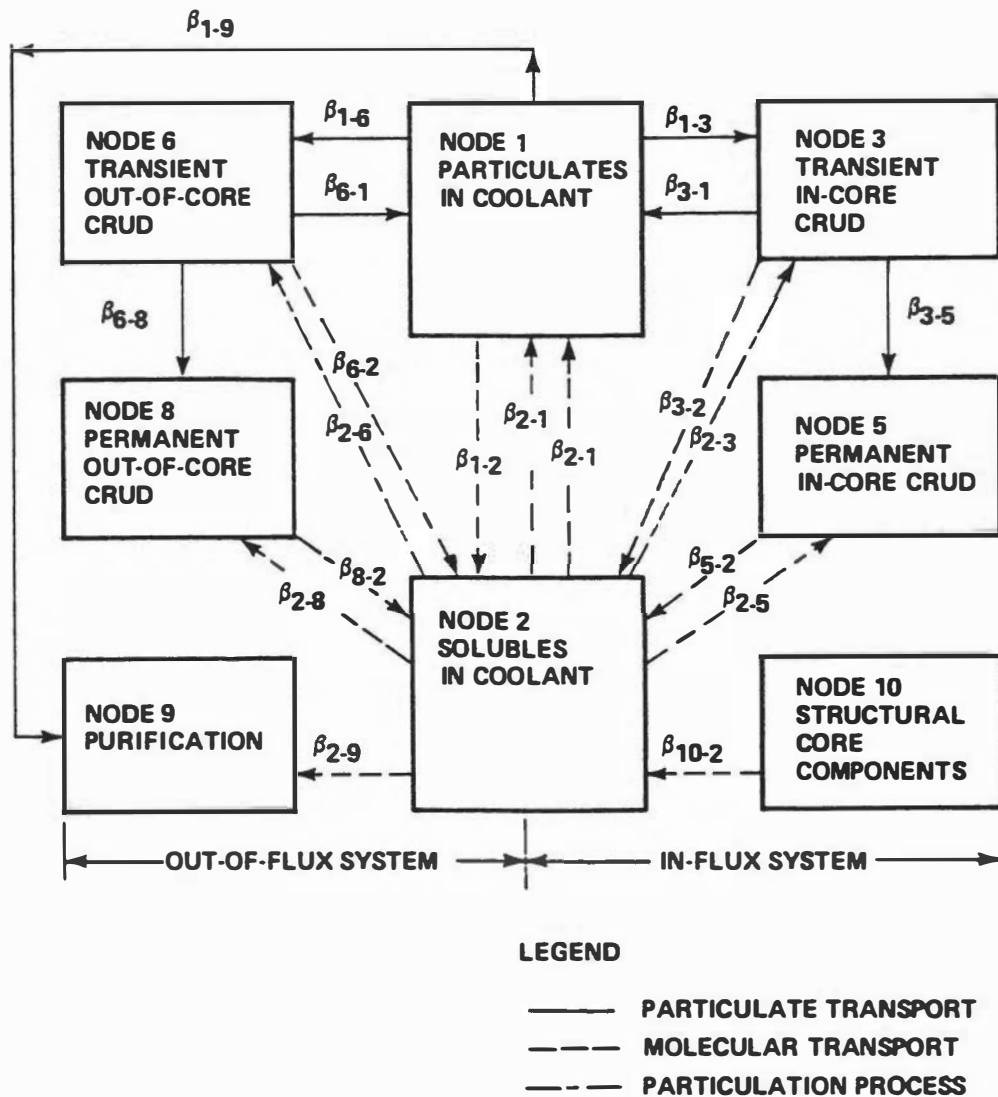 β1-9
NODE 6
TRANSIENT
OUT-OF-CORE
CRUD
β1-6
β6-1
NODE 1
PARTICULATES
IN COOLANT
β1-3
β3-1
NODE 3
TRANSIENT
IN-CORE
CRUD
β6-8
β6-2
β2-6
β1-2
β2-1
β2-1
β3-2
β2-3
β3-5
NODE 8
PERMANENT
OUT-OF-CORE
CRUD
NODE 5
PERMANENT
IN-CORE CRUD
β8-2
β2-8
β5-2
β2-5
NODE 2
SOLUBLES
IN COOLANT
NODE 9
PURIFICATION
β2-9
β10-2
NODE 10
STRUCTURAL
CORE
COMPONENTS
OUT-OF-FLUX SYSTEM
IN-FLUX SYSTEM
LEGEND
PARTICULATE TRANSPORT
MOLECULAR TRANSPORT
PARTICULATION PROCESS